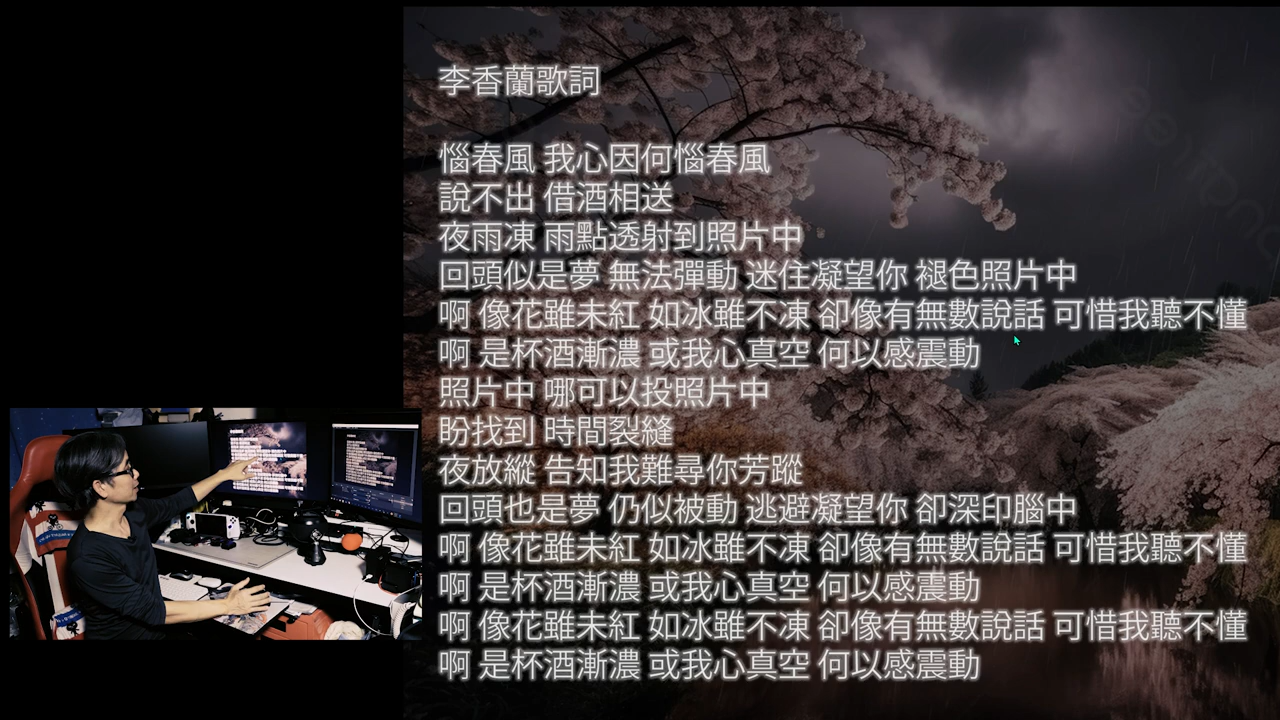 李香蘭歌詞
惱春風 我心因何惱春風
說不出 借酒相送
夜雨凍 雨點透射到照片中
回頭似是夢 無法彈動 迷住凝望你 褪色照片中
啊 像花雖未紅 如冰雖不凍 卻像有無數說話 可惜我聽不懂
啊 是杯酒漸濃 或我心真空 何以感震動
照片中 哪可以投照片中
盼找到 時間裂縫
夜放縱 告知我難尋你芳蹤
回頭也是夢 仍似被動 逃避凝望你 卻深印腦中
啊 像花雖未紅 如冰雖不凍 卻像有無數說話 可惜我聽不懂
啊 是杯酒漸濃 或我心真空 何以感震動
啊 像花雖未紅 如冰雖不凍 卻像有無數說話 可惜我聽不懂
啊 是杯酒漸濃 或我心真空 何以感震動